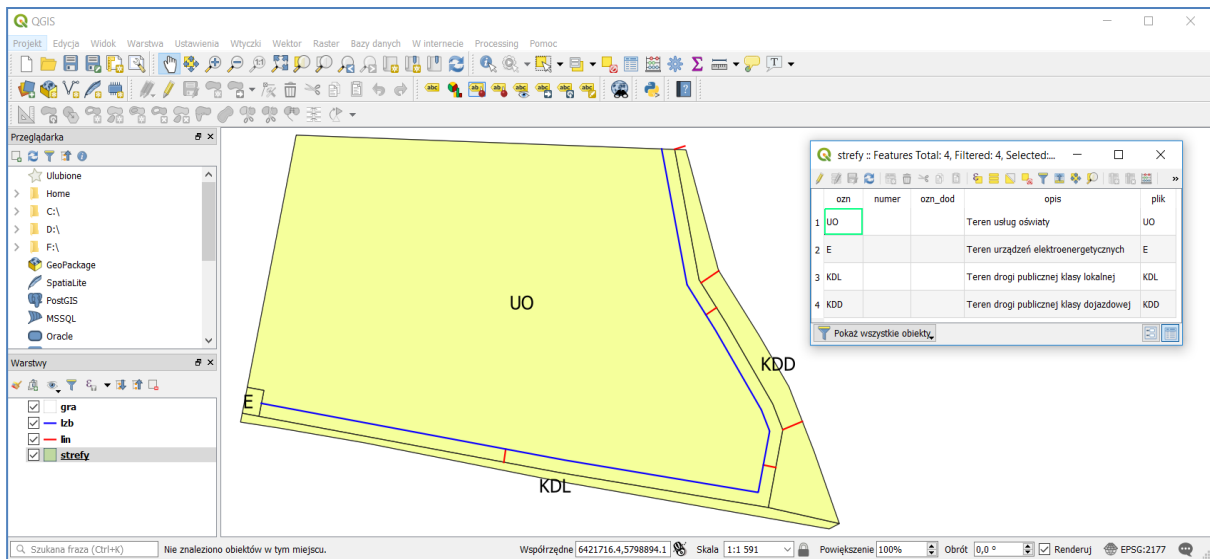 QGIS
Projekt Edycja Widok Warstwa Ustawienia Wtyczki Wektor Raster Bazy danych W internecie Processing Pomoc
Przeglądarka
Ulubione
Home
C:\
D:\
F:\
GeoPackage
SpatiaLite
PostGIS
MSSQL
Oracle
Warstwy
gra
lzb
lin
strefy
UO
KDD
E
KDL
strefy :: Features Total: 4, Filtered: 4, Selected:...
ozn numer ozn_dod opis plik
1 UO Teren usług oświaty UO
2 E Teren urządzeń elektroenergetycznych E
3 KDL Teren drogi publicznej klasy lokalnej KDL
4 KDD Teren drogi publicznej klasy dojazdowej KDD
Pokaż wszystkie obiekty
Szukana fraza (Ctrl+K) Nie znaleziono obiektów w tym miejscu. Współrzędne 6421716.4,5798894.1 Skala 1:1 591 Powiększenie 100% Obrót 0,0 ° Renderuj EPSG:2177